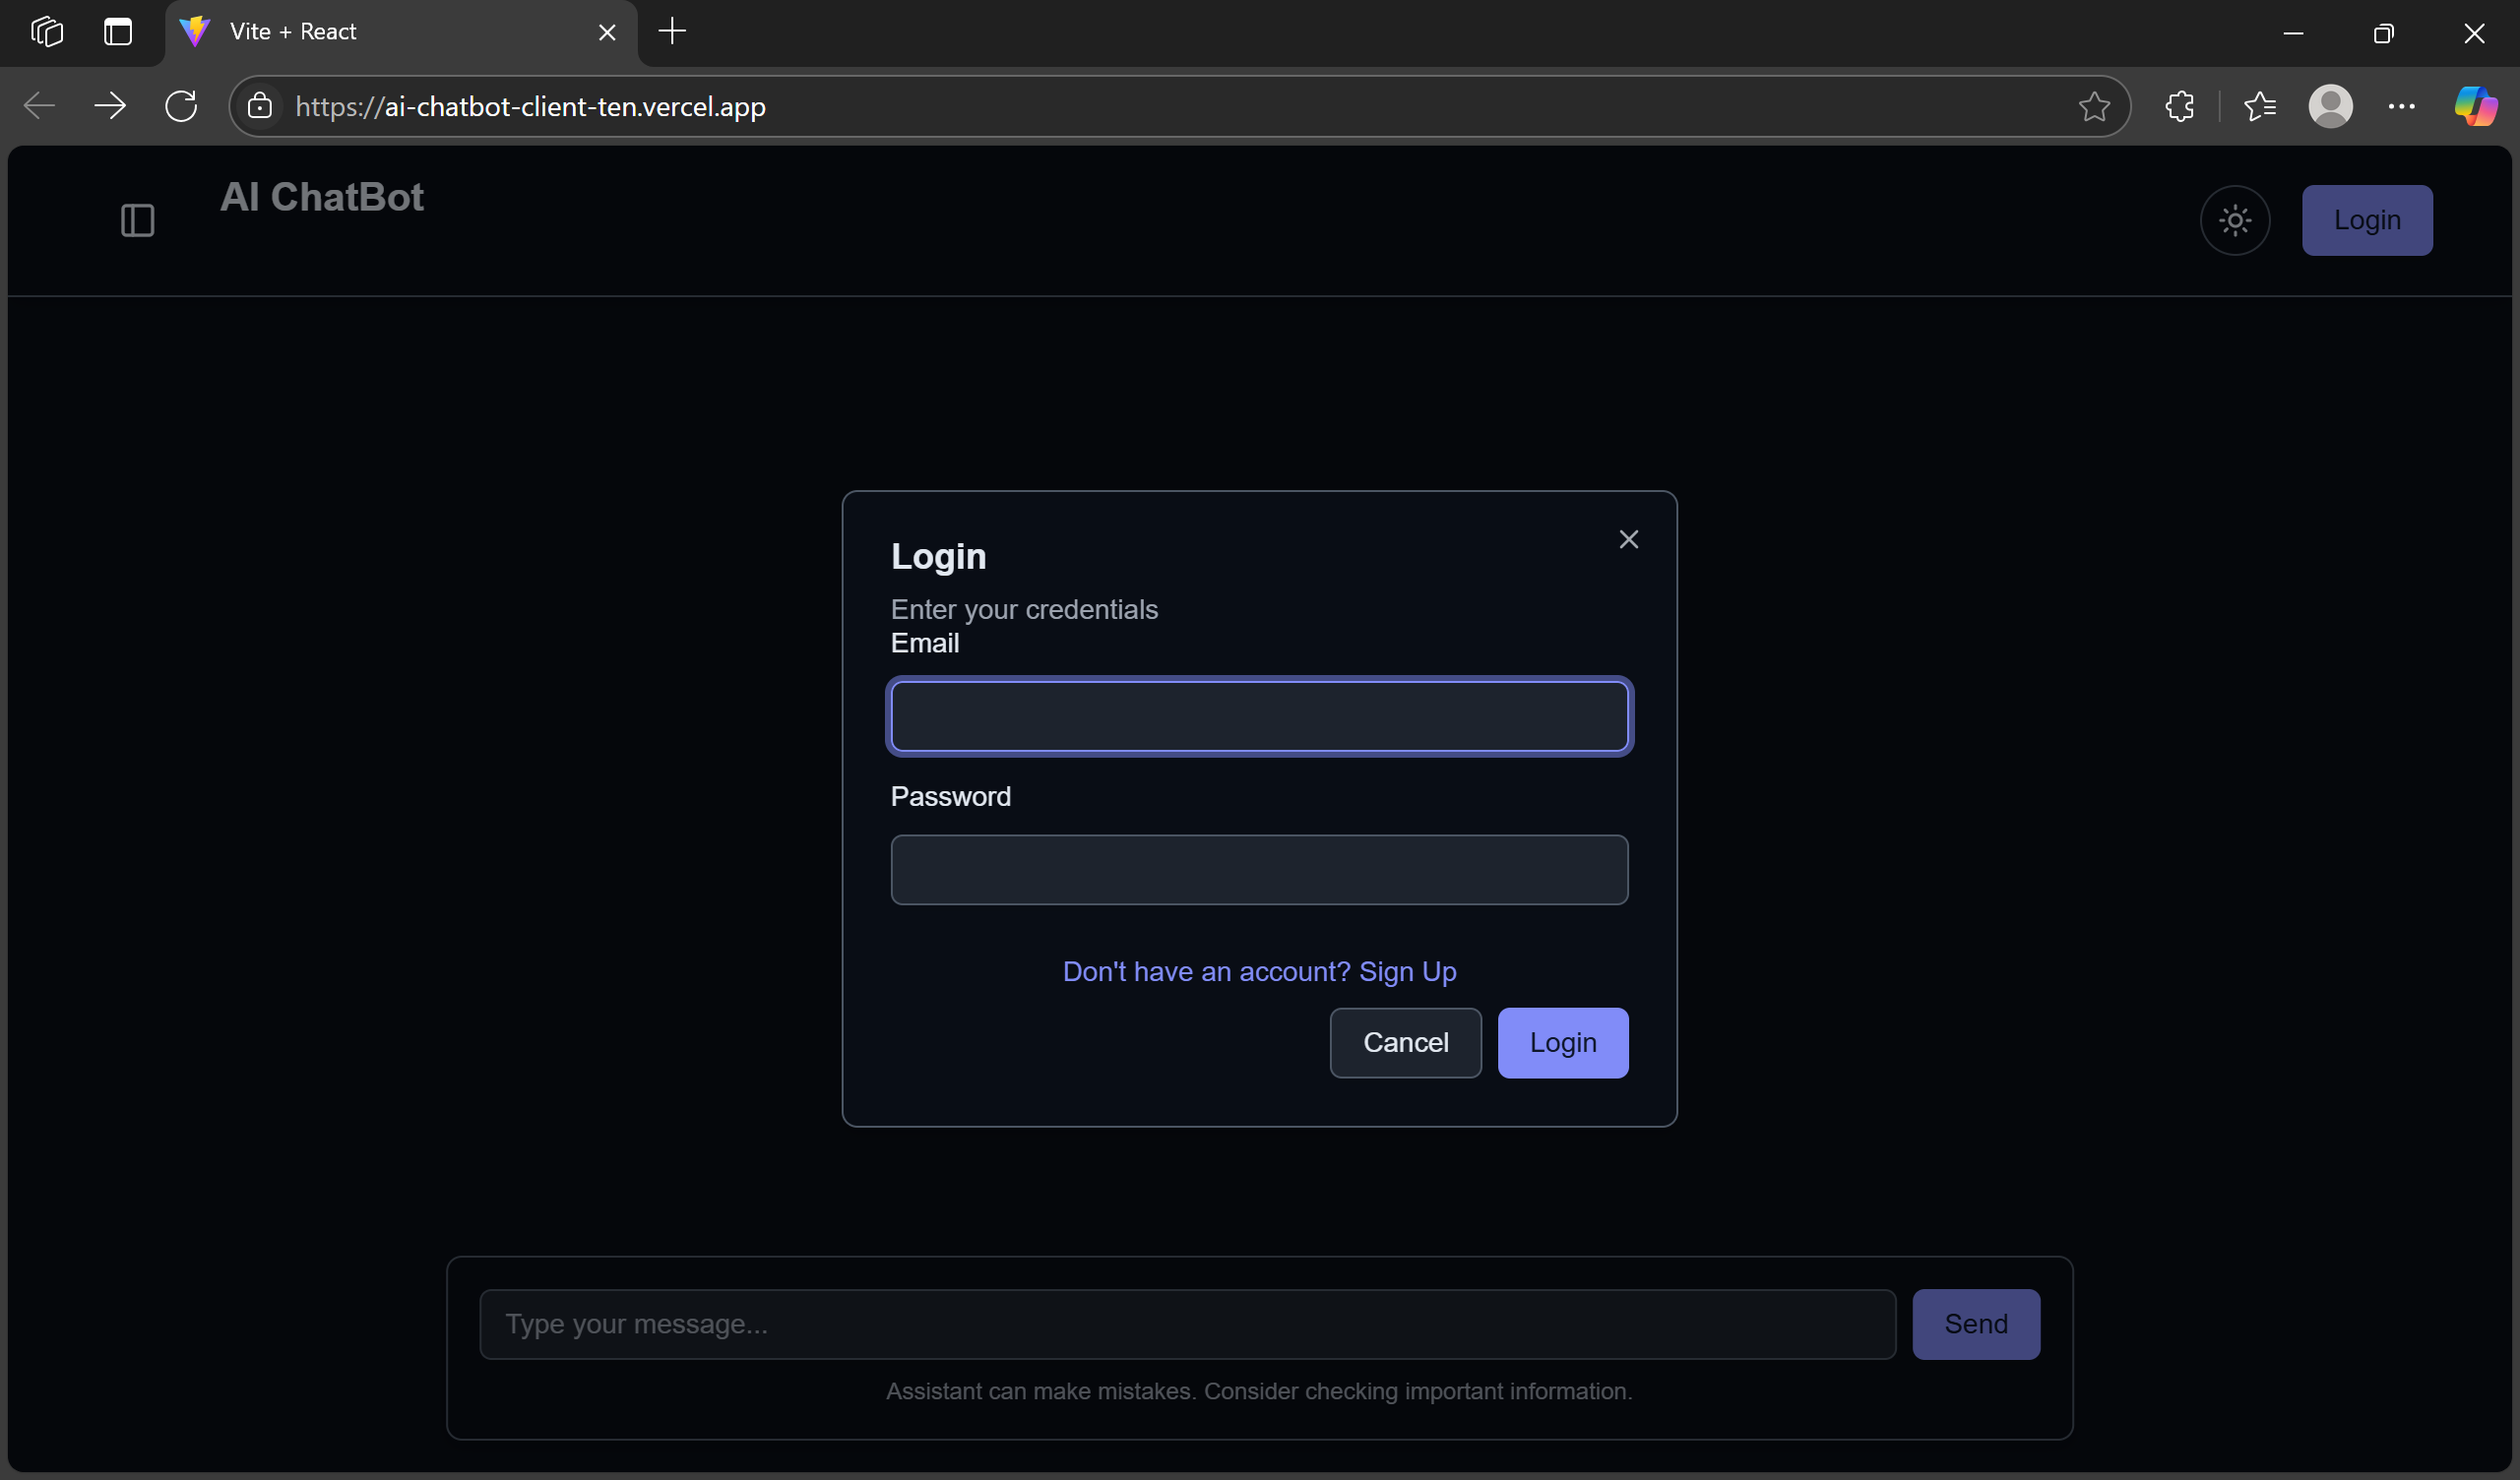 Vite + React
https://ai-chatbot-client-ten.vercel.app
AI ChatBot
Login
Login
Enter your credentials
Email
Password
Don't have an account? Sign Up
Cancel
Login
Type your message...
Send
Assistant can make mistakes. Consider checking important information.